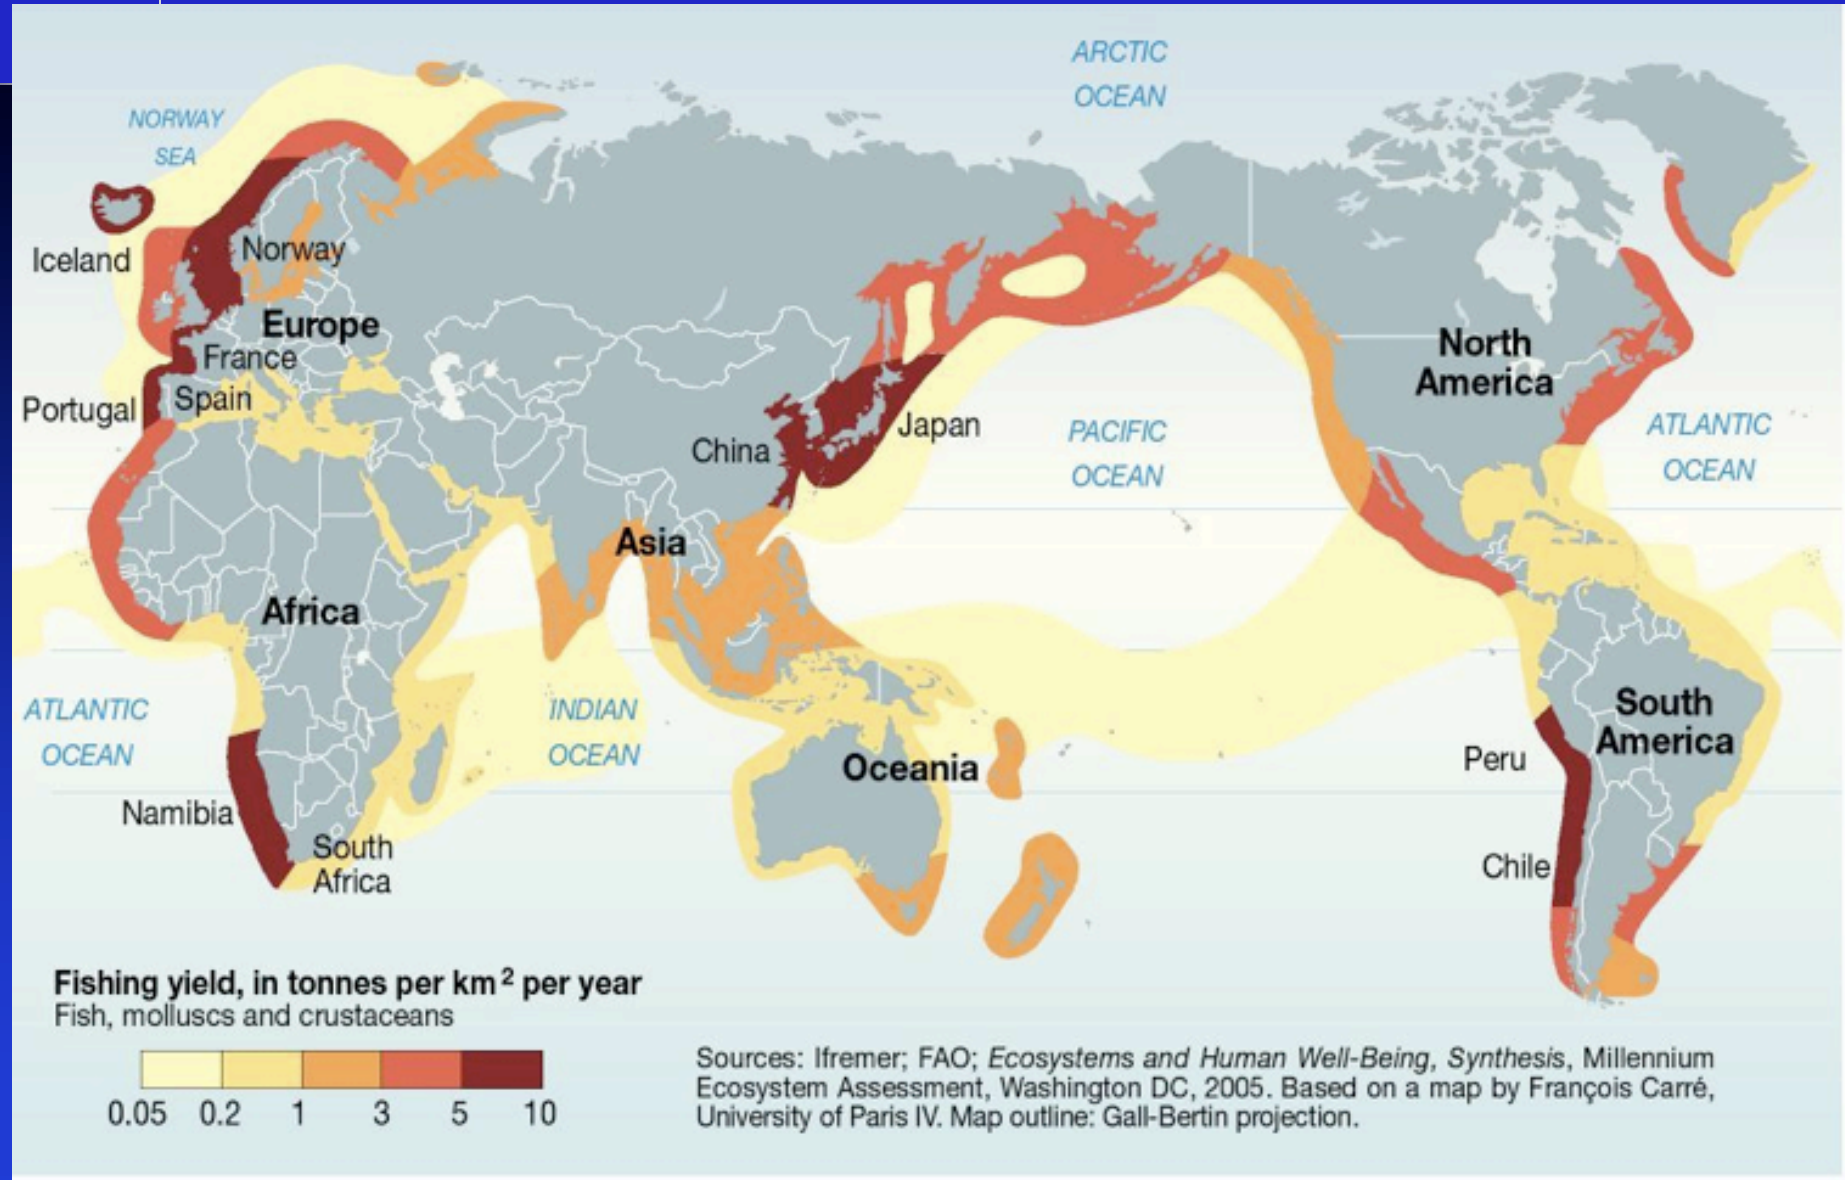 ARCTIC
OCEAN
NORWAY
SEA
Iceland
Norway
Europe
France
Portugal
Spain
China
Japan
PACIFIC
OCEAN
North
America
ATLANTIC
OCEAN
Asia
Africa
ATLANTIC
OCEAN
INDIAN
OCEAN
Oceania
South
America
Peru
Namibia
South
Africa
Chile
Fishing yield, in tonnes per km² per year
Fish, molluscs and crustaceans
0.05 0.2 1 3 5 10
Sources: Ifremer; FAO; Ecosystems and Human Well-Being, Synthesis, Millennium
Ecosystem Assessment, Washington DC, 2005. Based on a map by François Carré,
University of Paris IV. Map outline: Gall-Bertin projection.